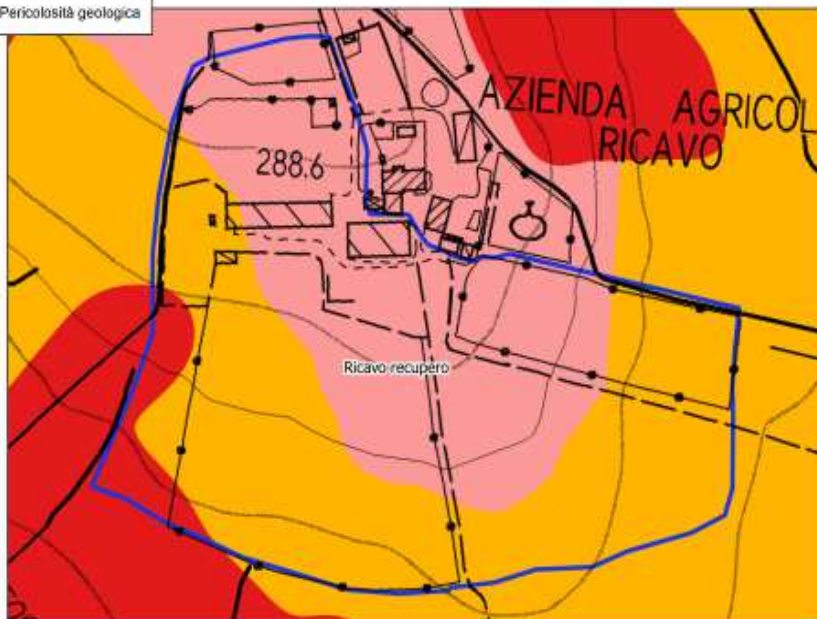 Pericolosità geologica
AZIENDA AGRICOL
RICAVO
288.6
Ricavo recupero